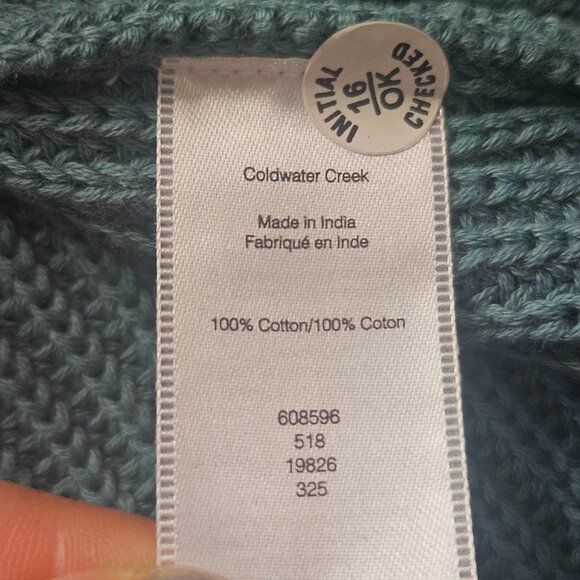 INITIAL CHECKED
16
OK
Coldwater Creek
Made in India
Fabriqué en Inde
100% Cotton/100% Coton
608596
518
19826
325